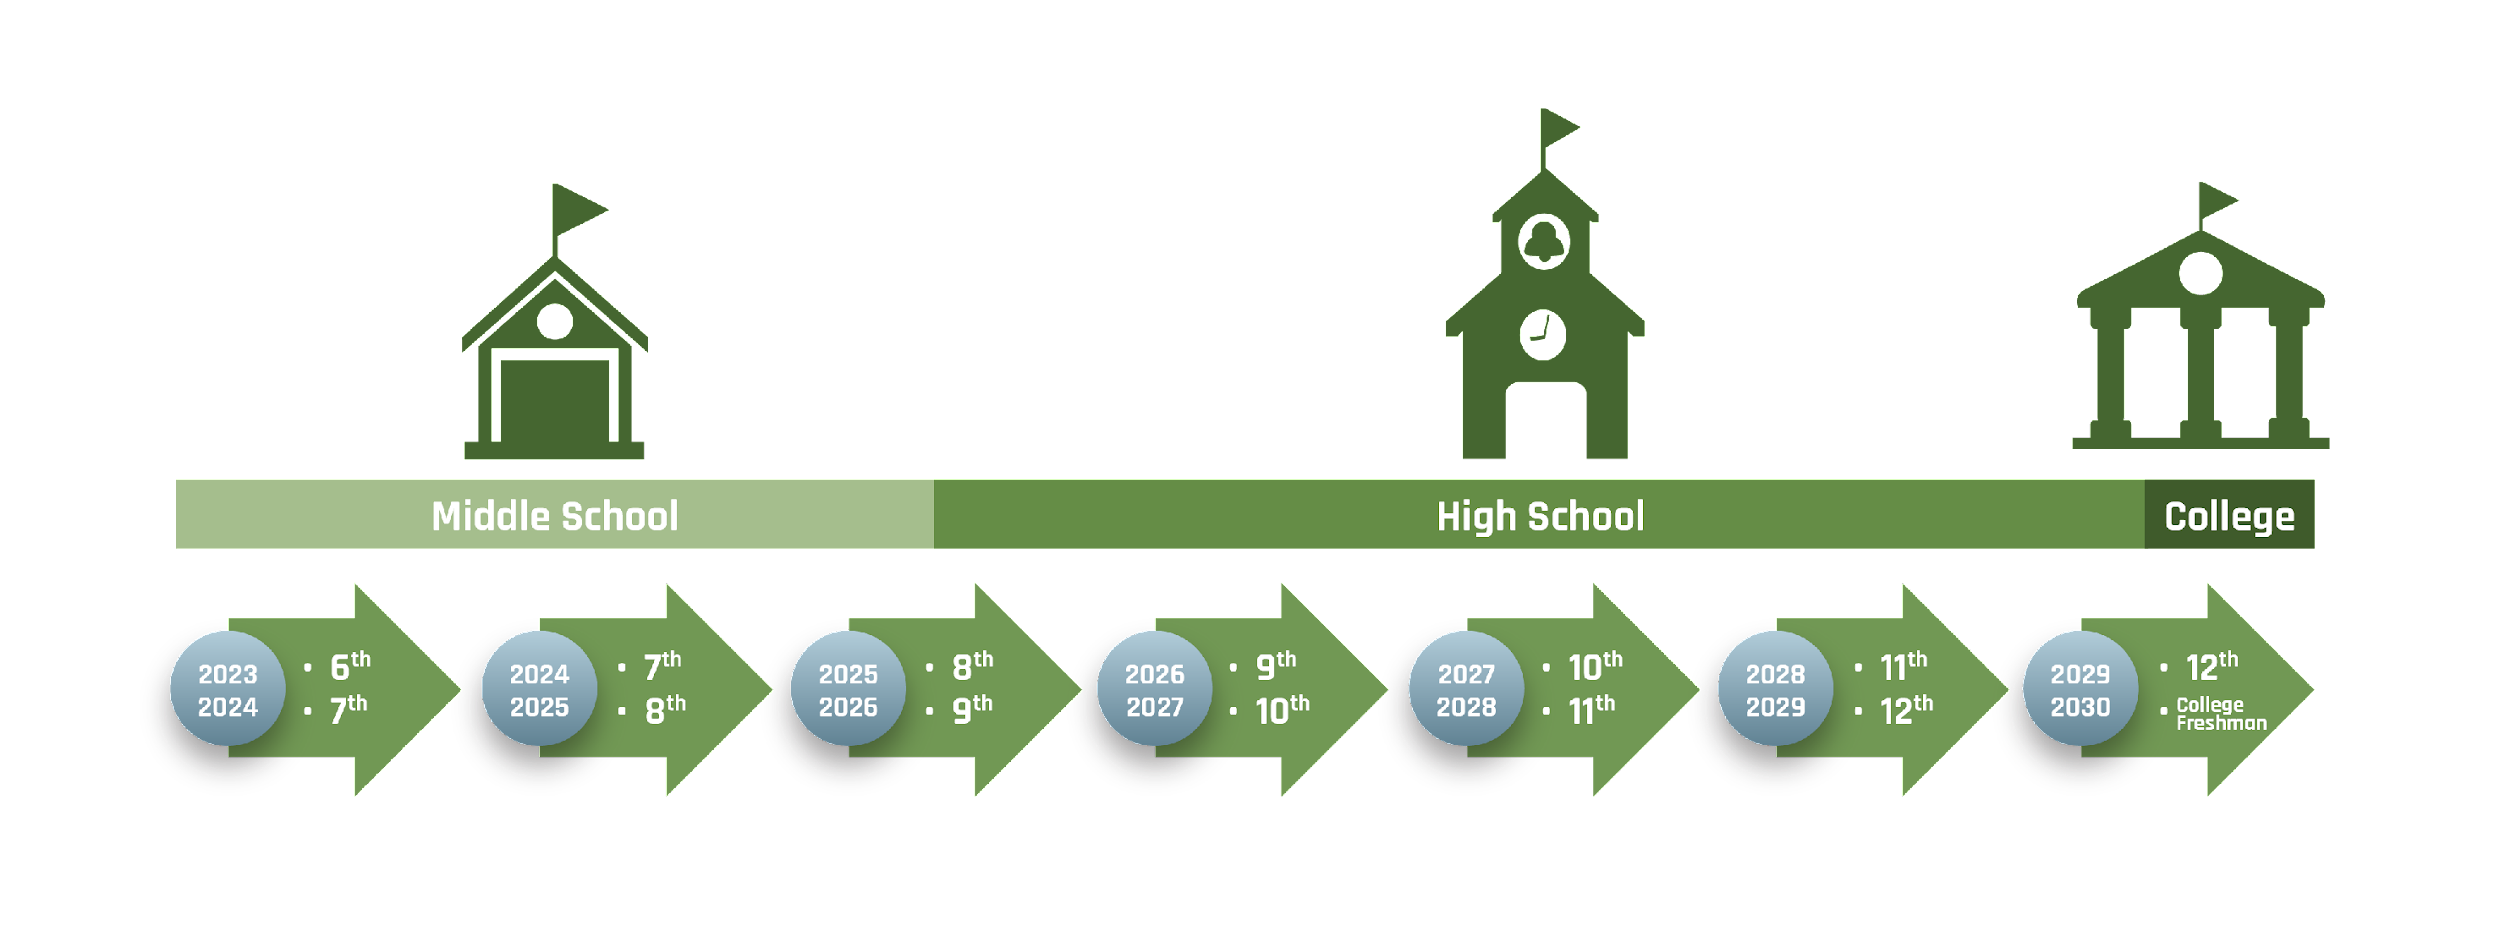 Middle School
High School
College
2023
2024
• 6th
• 7th
2024
2025
• 7th
• 8th
2025
2026
• 8th
• 9th
2026
2027
• 9th
• 10th
2027
2028
• 10th
• 11th
2028
2029
• 11th
• 12th
2029
2030
• 12th
• College
Freshman